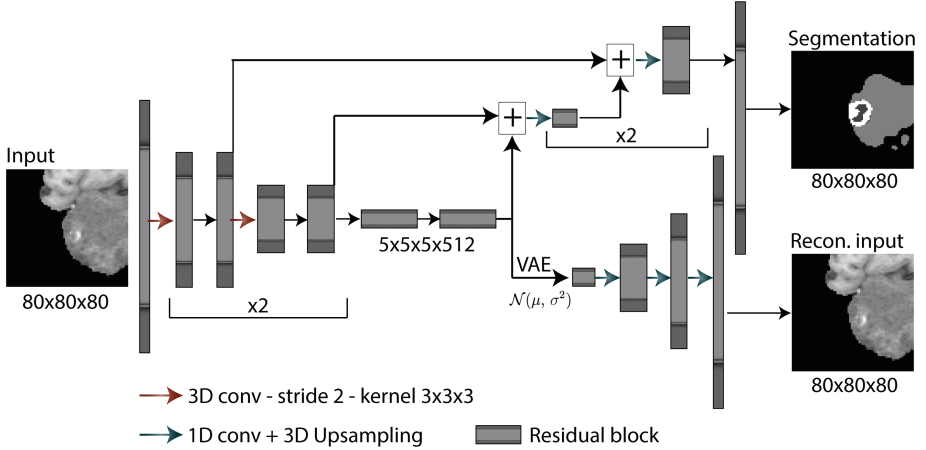 Segmentation
+
+
x2
80x80x80
Input
5x5x5x512
80x80x80
x2
VAE
𝒩(μ, σ²)
Recon. input
80x80x80
3D conv - stride 2 - kernel 3x3x3
1D conv + 3D Upsampling
Residual block